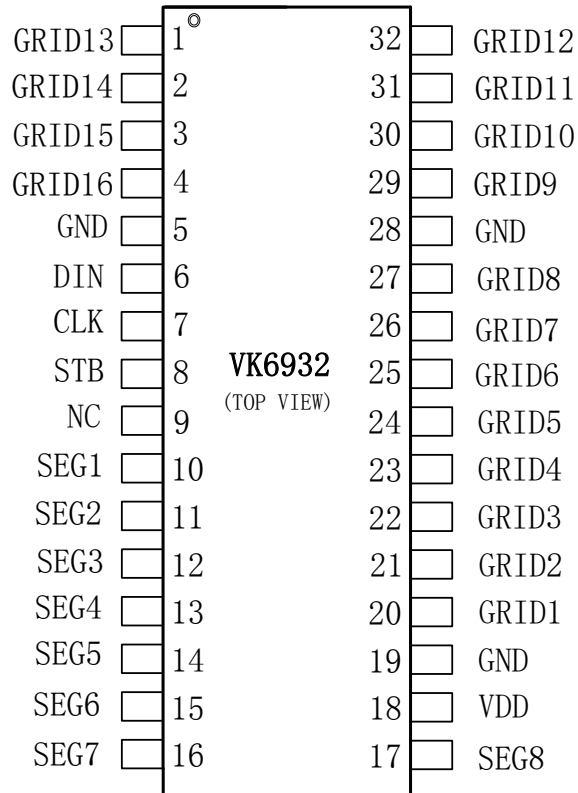 GRID13 1 32 GRID12
GRID14 2 31 GRID11
GRID15 3 30 GRID10
GRID16 4 29 GRID9
GND 5 28 GND
DIN 6 27 GRID8
CLK 7 26 GRID7
STB 8 VK6932 25 GRID6
(TOP VIEW)
NC 9 24 GRID5
SEG1 10 23 GRID4
SEG2 11 22 GRID3
SEG3 12 21 GRID2
SEG4 13 20 GRID1
SEG5 14 19 GND
SEG6 15 18 VDD
SEG7 16 17 SEG8